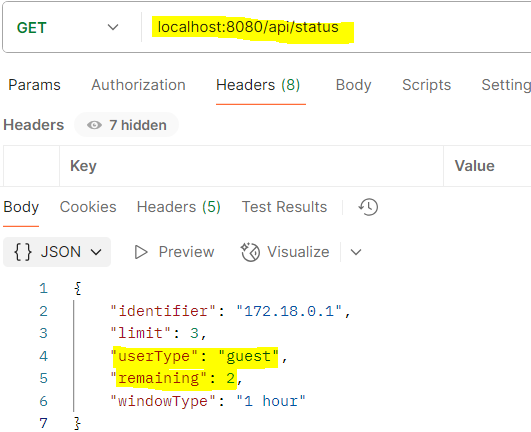 GET localhost:8080/api/status
Params Authorization Headers (8) Body Scripts Setting
Headers 7 hidden
Key Value
Body Cookies Headers (5) Test Results
{} JSON Preview Visualize
1 {
2 "identifier": "172.18.0.1",
3 "limit": 3,
4 "userType": "guest",
5 "remaining": 2,
6 "windowType": "1 hour"
7 }